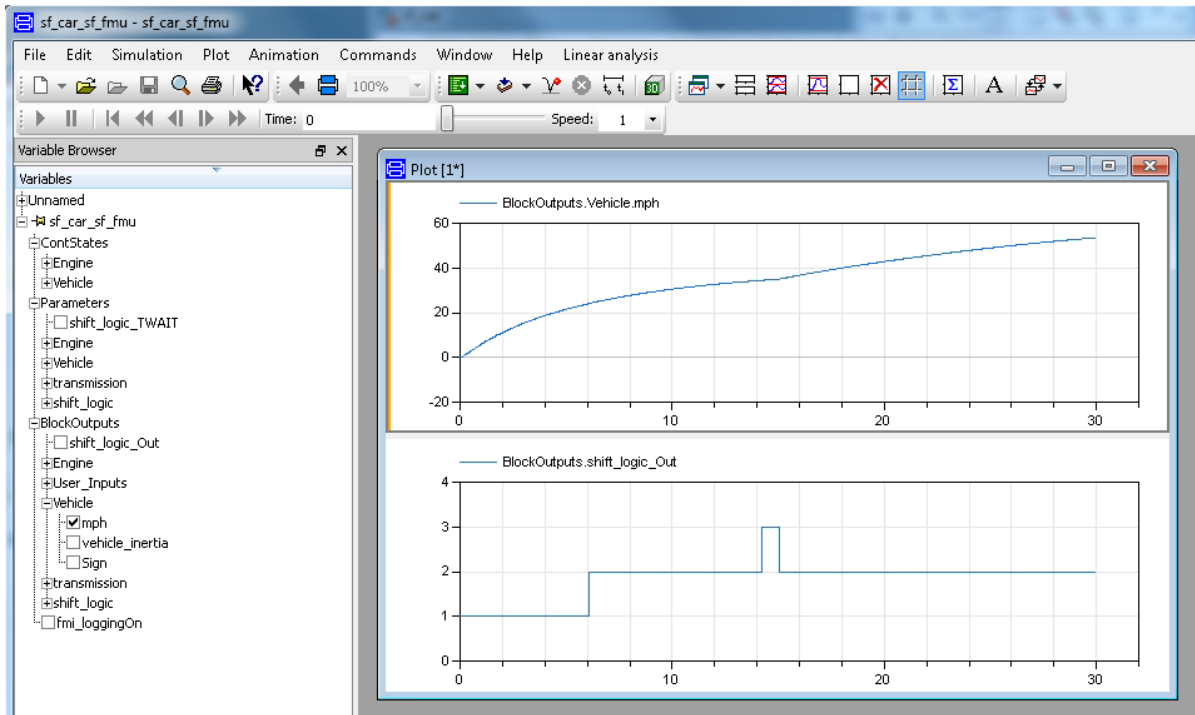 sf_car_sf_fmu - sf_car_sf_fmu
File Edit Simulation Plot Animation Commands Window Help Linear analysis
100% 3D Σ A
Time: 0 Speed: 1
Variable Browser
Variables
Unnamed
sf_car_sf_fmu
ContStates
Engine
Vehicle
Parameters
shift_logic_TWAIT
Engine
Vehicle
transmission
shift_logic
BlockOutputs
shift_logic_Out
Engine
User_Inputs
Vehicle
mph
vehicle_inertia
Sign
transmission
shift_logic
fmi_loggingOn
Plot [1*]
BlockOutputs.Vehicle.mph
60
40
20
0
-20
0 10 20 30
BlockOutputs.shift_logic_Out
4
3
2
1
0
0 10 20 30